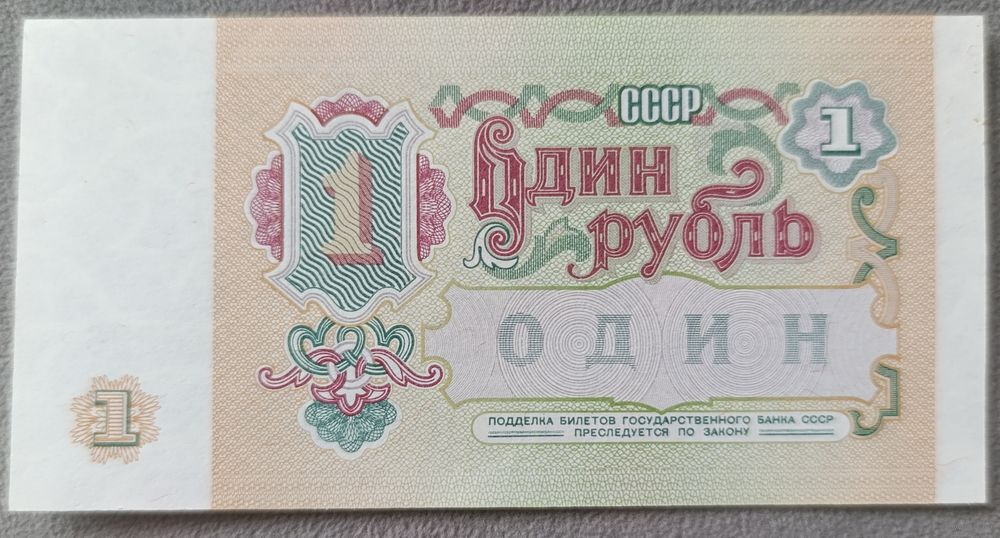 СССР
1
1
Один
рубль
ОДИН
1
ПОДДЕЛКА БИЛЕТОВ ГОСУДАРСТВЕННОГО БАНКА СССР
ПРЕСЛЕДУЕТСЯ ПО ЗАКОНУ